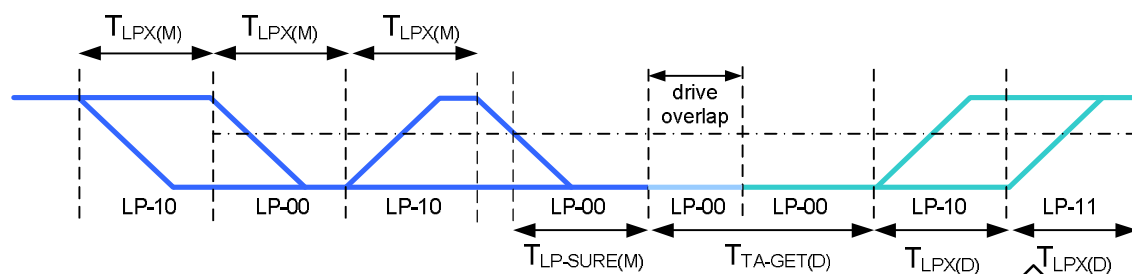 TLPX(M) TLPX(M) TLPX(M)
drive
overlap
LP-10 LP-00 LP-10 LP-00 LP-00 LP-00 LP-10 LP-11
TLP-SURE(M) TTA-GET(D) TLPX(D) TLPX(D)